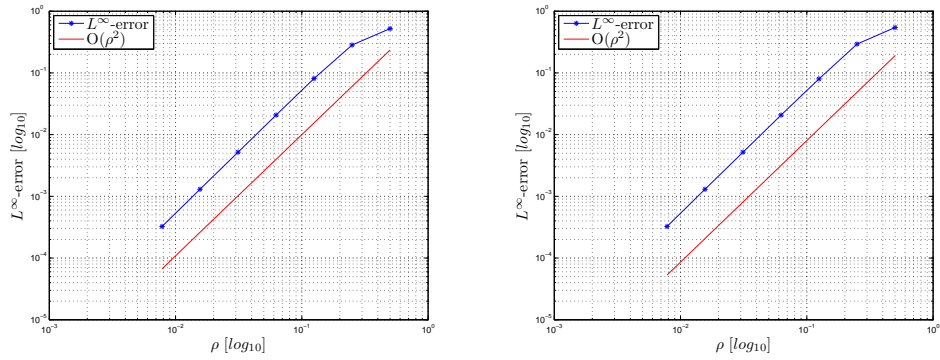 L^∞-error
O(ρ²)
10⁰
10⁻¹
10⁻²
10⁻³
10⁻⁴
10⁻⁵
L^∞-error [log₁₀]
10⁻³
10⁻²
10⁻¹
10⁰
ρ [log₁₀]
L^∞-error
O(ρ²)
10⁰
10⁻¹
10⁻²
10⁻³
10⁻⁴
10⁻⁵
L^∞-error [log₁₀]
10⁻³
10⁻²
10⁻¹
10⁰
ρ [log₁₀]